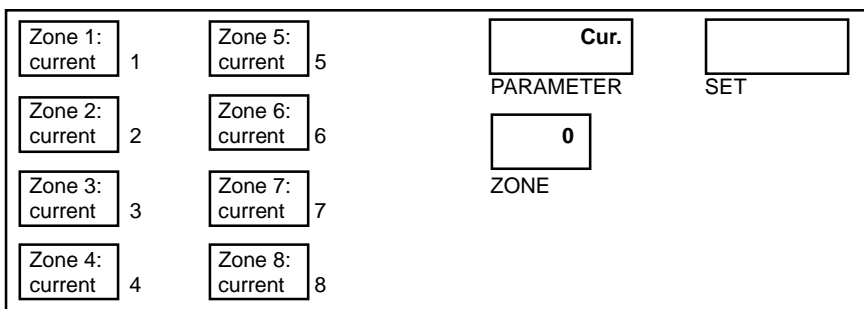 Zone 1:
current
1
Zone 2:
current
2
Zone 3:
current
3
Zone 4:
current
4
Zone 5:
current
5
Zone 6:
current
6
Zone 7:
current
7
Zone 8:
current
8
Cur.
PARAMETER
SET
0
ZONE